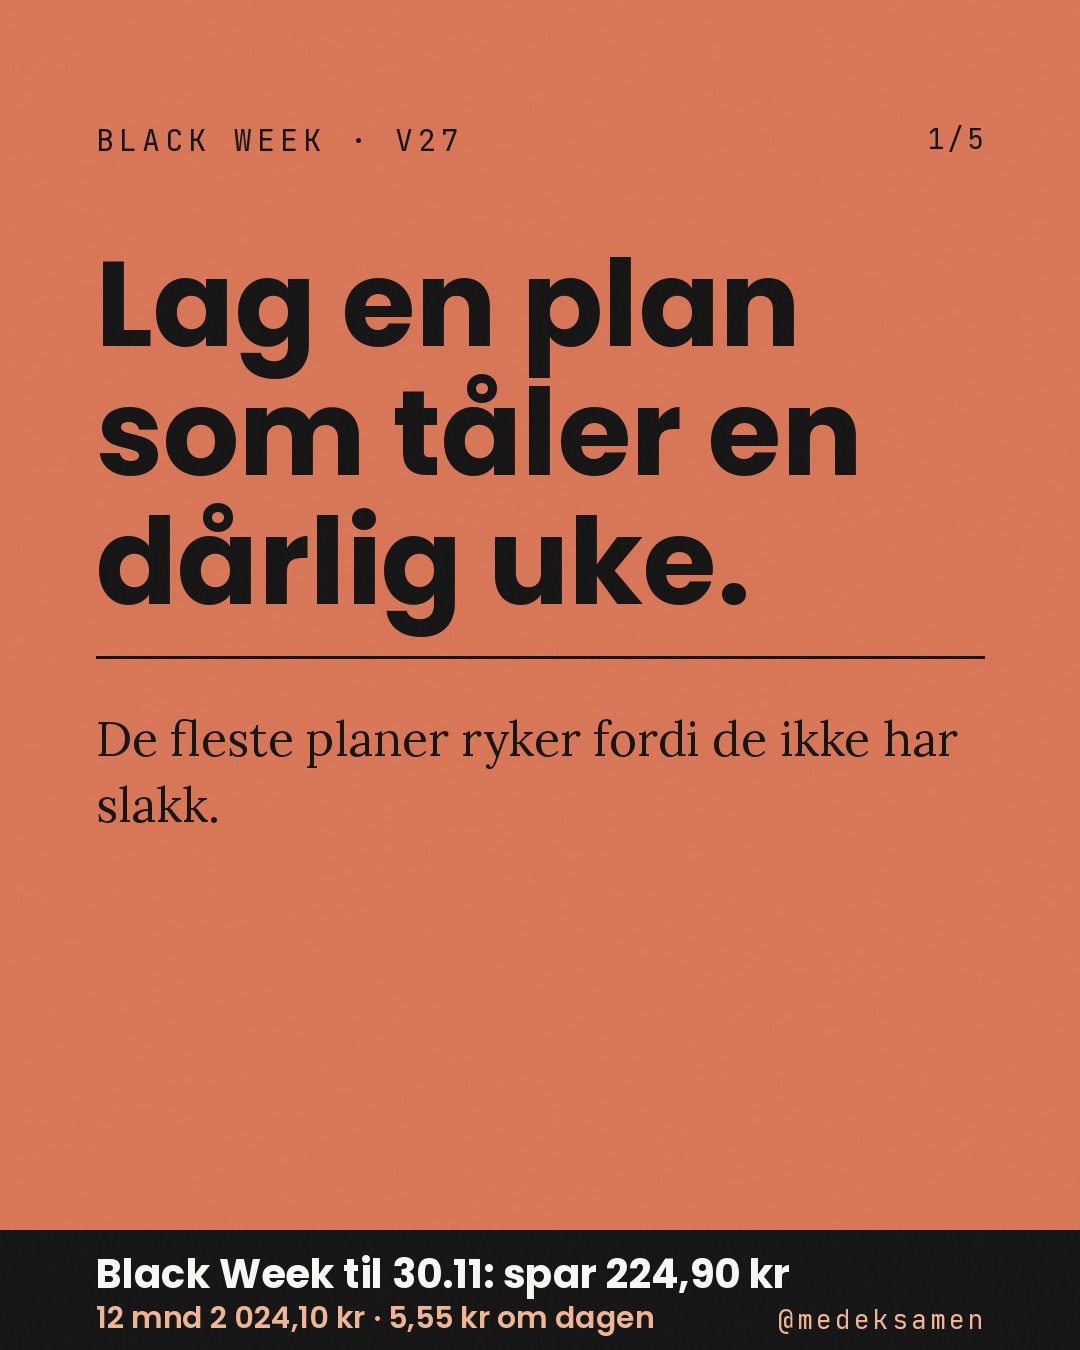 BLACK WEEK · V27
1/5
Lag en plan
som tåler en
dårlig uke.
De fleste planer ryker fordi de ikke har
slakk.
Black Week til 30.11: spar 224,90 kr
12 mnd 2 024,10 kr · 5,55 kr om dagen
@medeksamen